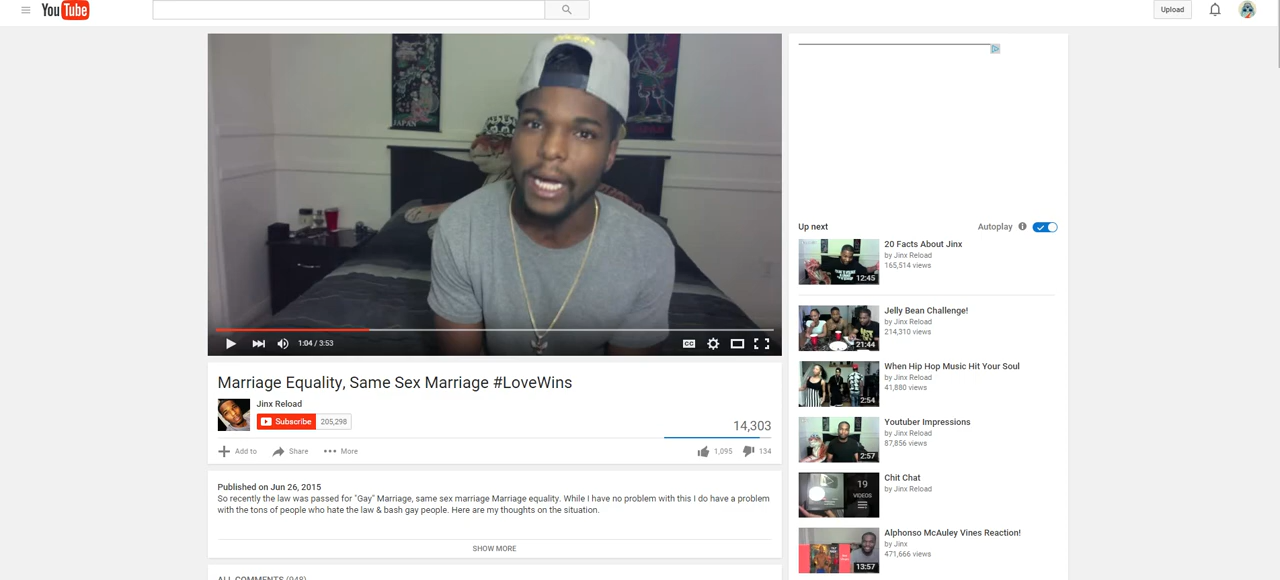 YouTube
Upload
JAPAN
1:04 / 3:53
CC
Marriage Equality, Same Sex Marriage #LoveWins
Jinx Reload
Subscribe 205,298
14,303
Add to Share More 1,095 134
Published on Jun 26, 2015
So recently the law was passed for "Gay" Marriage, same sex marriage Marriage equality. While I have no problem with this I do have a problem
with the tons of people who hate the law & bash gay people. Here are my thoughts on the situation.
SHOW MORE
ALL COMMENTS (948)
Up next Autoplay
20 Facts About Jinx
by Jinx Reload
165,514 views
12:45
Jelly Bean Challenge!
by Jinx Reload
214,310 views
21:44
When Hip Hop Music Hit Your Soul
by Jinx Reload
41,880 views
2:54
Youtuber Impressions
by Jinx Reload
87,856 views
2:57
Chit Chat
by Jinx Reload
19
VIDEOS
Alphonso McAuley Vines Reaction!
by Jinx
471,666 views
13:57